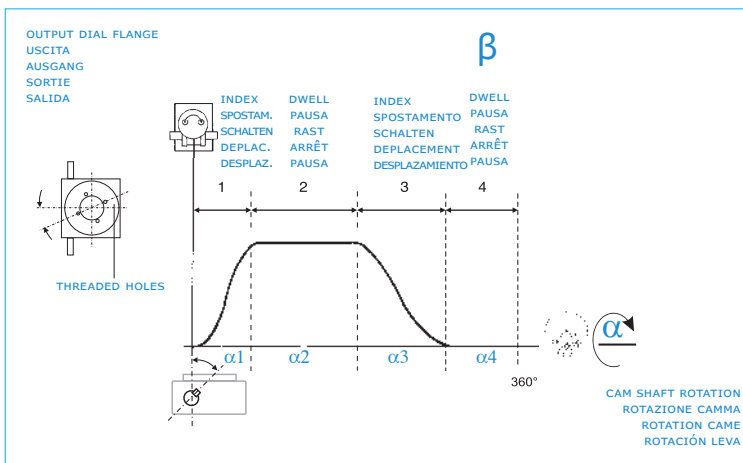 OUTPUT DIAL FLANGE
USCITA
AUSGANG
SORTIE
SALIDA
β
INDEX
SPOSTAM.
SCHALTEN
DEPLAC.
DESPLAZ.
DWELL
PAUSA
RAST
ARRÊT
PAUSA
INDEX
SPOSTAMENTO
SCHALTEN
DEPLACEMENT
DESPLAZAMIENTO
DWELL
PAUSA
RAST
ARRÊT
PAUSA
1 2 3 4
THREADED HOLES
α1 α2 α3 α4
α
360°
CAM SHAFT ROTATION
ROTAZIONE CAMMA
ROTATION CAME
ROTACIÓN LEVA